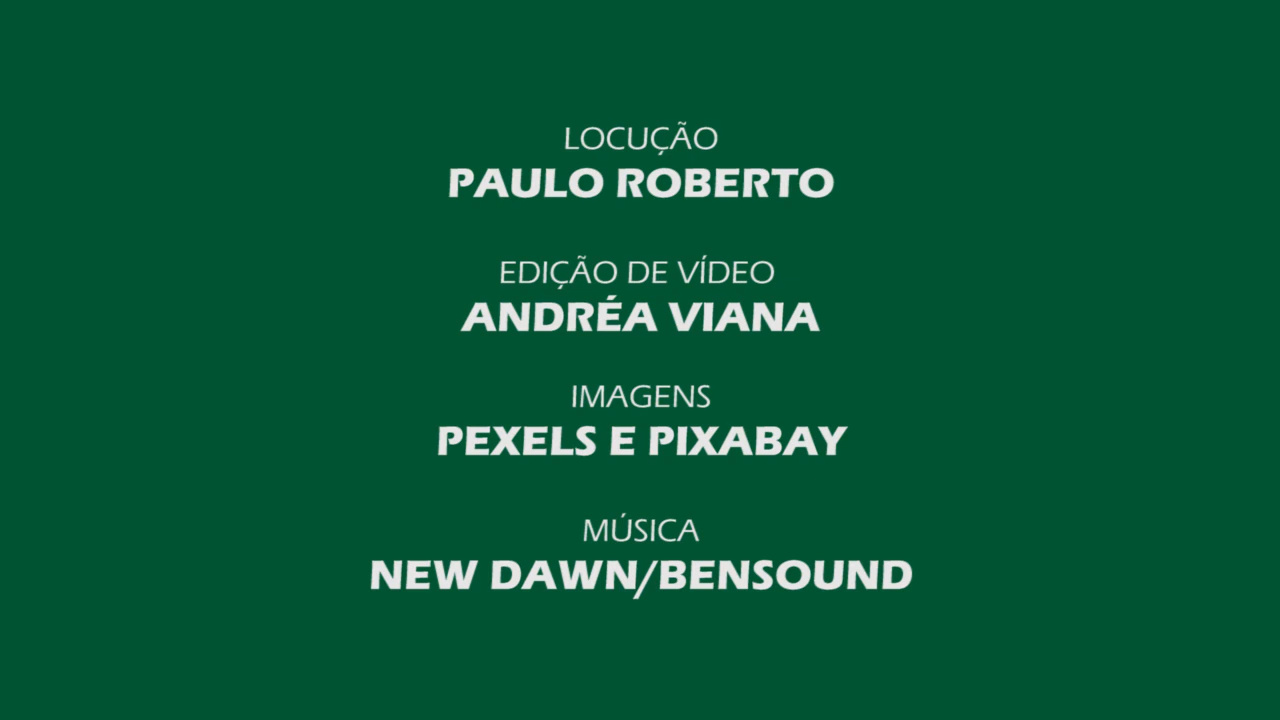 LOCUÇÃO
PAULO ROBERTO
EDIÇÃO DE VÍDEO
ANDRÉA VIANA
IMAGENS
PEXELS E PIXABAY
MÚSICA
NEW DAWN/BENSOUND